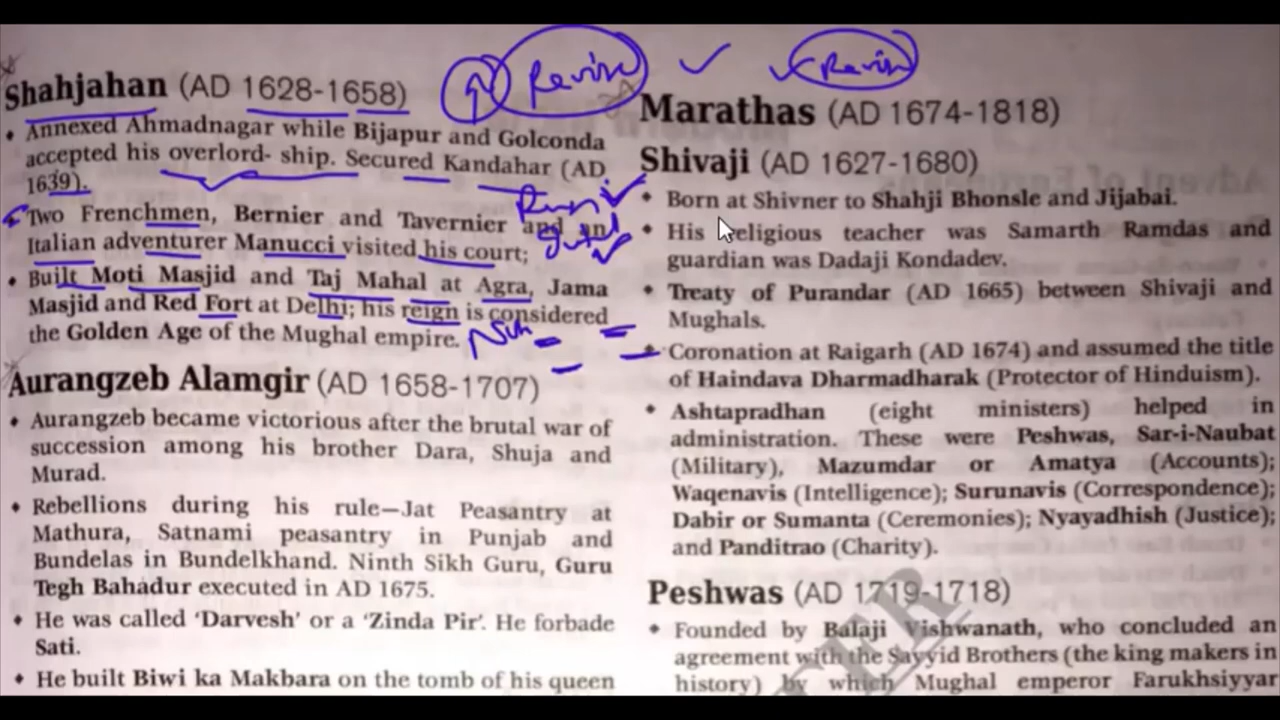 Revise
Revise
Shahjahan (AD 1628-1658)
• Annexed Ahmadnagar while Bijapur and Golconda
accepted his overlord- ship. Secured Kandahar (AD
1639).
• Two Frenchmen, Bernier and Tavernier and an
Italian adventurer Manucci visited his court;
• Built Moti Masjid and Taj Mahal at Agra, Jama
Masjid and Red Fort at Delhi; his reign is considered
the Golden Age of the Mughal empire.
Aurangzeb Alamgir (AD 1658-1707)
• Aurangzeb became victorious after the brutal war of
succession among his brother Dara, Shuja and
Murad.
• Rebellions during his rule—Jat Peasantry at
Mathura, Satnami peasantry in Punjab and
Bundelas in Bundelkhand. Ninth Sikh Guru, Guru
Tegh Bahadur executed in AD 1675.
• He was called 'Darvesh' or a 'Zinda Pir'. He forbade
Sati.
• He built Biwi ka Makbara on the tomb of his queen
Marathas (AD 1674-1818)
Shivaji (AD 1627-1680)
• Born at Shivner to Shahji Bhonsle and Jijabai.
• His religious teacher was Samarth Ramdas and
guardian was Dadaji Kondadev.
• Treaty of Purandar (AD 1665) between Shivaji and
Mughals.
• Coronation at Raigarh (AD 1674) and assumed the title
of Haindava Dharmadharak (Protector of Hinduism).
• Ashtapradhan (eight ministers) helped in
administration. These were Peshwas, Sar-i-Naubat
(Military), Mazumdar or Amatya (Accounts);
Waqenavis (Intelligence); Surunavis (Correspondence);
Dabir or Sumanta (Ceremonies); Nyayadhish (Justice);
and Panditrao (Charity).
Peshwas (AD 1719-1718)
• Founded by Balaji Vishwanath, who concluded an
agreement with the Sayyid Brothers (the king makers in
history) by which Mughal emperor Farukhsiyyar